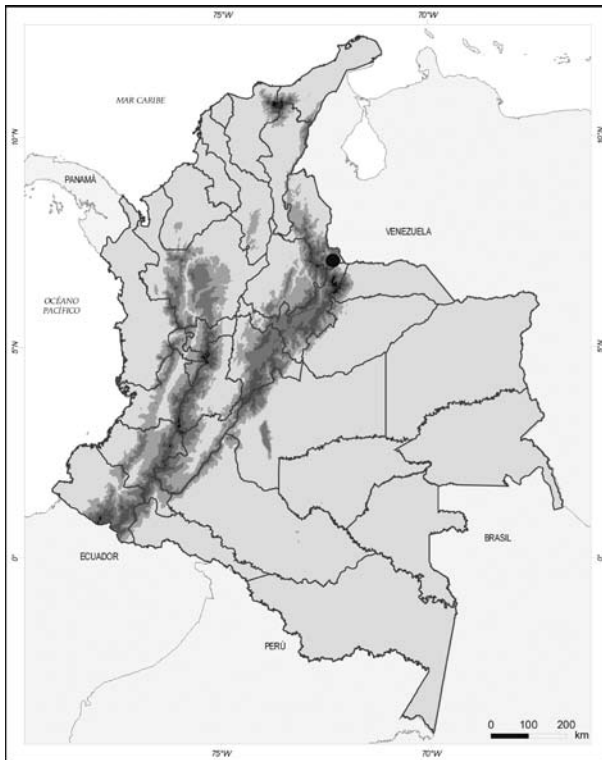 75°W
70°W
MAR CARIBE
10°N
10°N
PANAMÁ
VENEZUELA
OCÉANO
PACÍFICO
5°N
5°N
ECUADOR
0°
0°
BRASIL
PERÚ
0 100 200
km
75°W
70°W